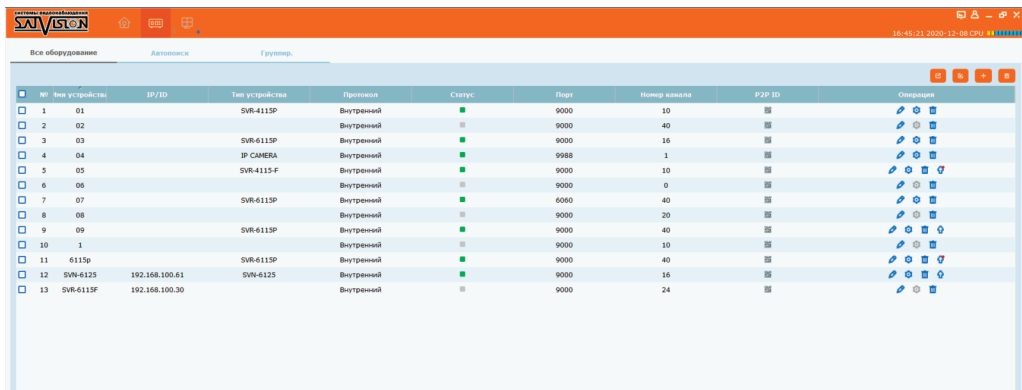 системы видеонаблюдения
SATVISION
16:45:21 2020-12-08 CPU
Все оборудование Автопоиск Группир.
№ Имя устройства IP/ID Тип устройства Протокол Статус Порт Номер канала P2P ID Операция
1 01 SVR-4115P Внутренний 9000 10
2 02 Внутренний 9000 40
3 03 SVR-6115P Внутренний 9000 16
4 04 IP CAMERA Внутренний 9988 1
5 05 SVR-4115-F Внутренний 9000 10
6 06 Внутренний 9000 0
7 07 SVR-6115P Внутренний 6060 40
8 08 Внутренний 9000 20
9 09 SVR-6115P Внутренний 9000 40
10 1 Внутренний 9000 10
11 6115p SVR-6115P Внутренний 9000 40
12 SVN-6125 192.168.100.61 SVN-6125 Внутренний 9000 16
13 SVR-6115F 192.168.100.30 Внутренний 9000 24